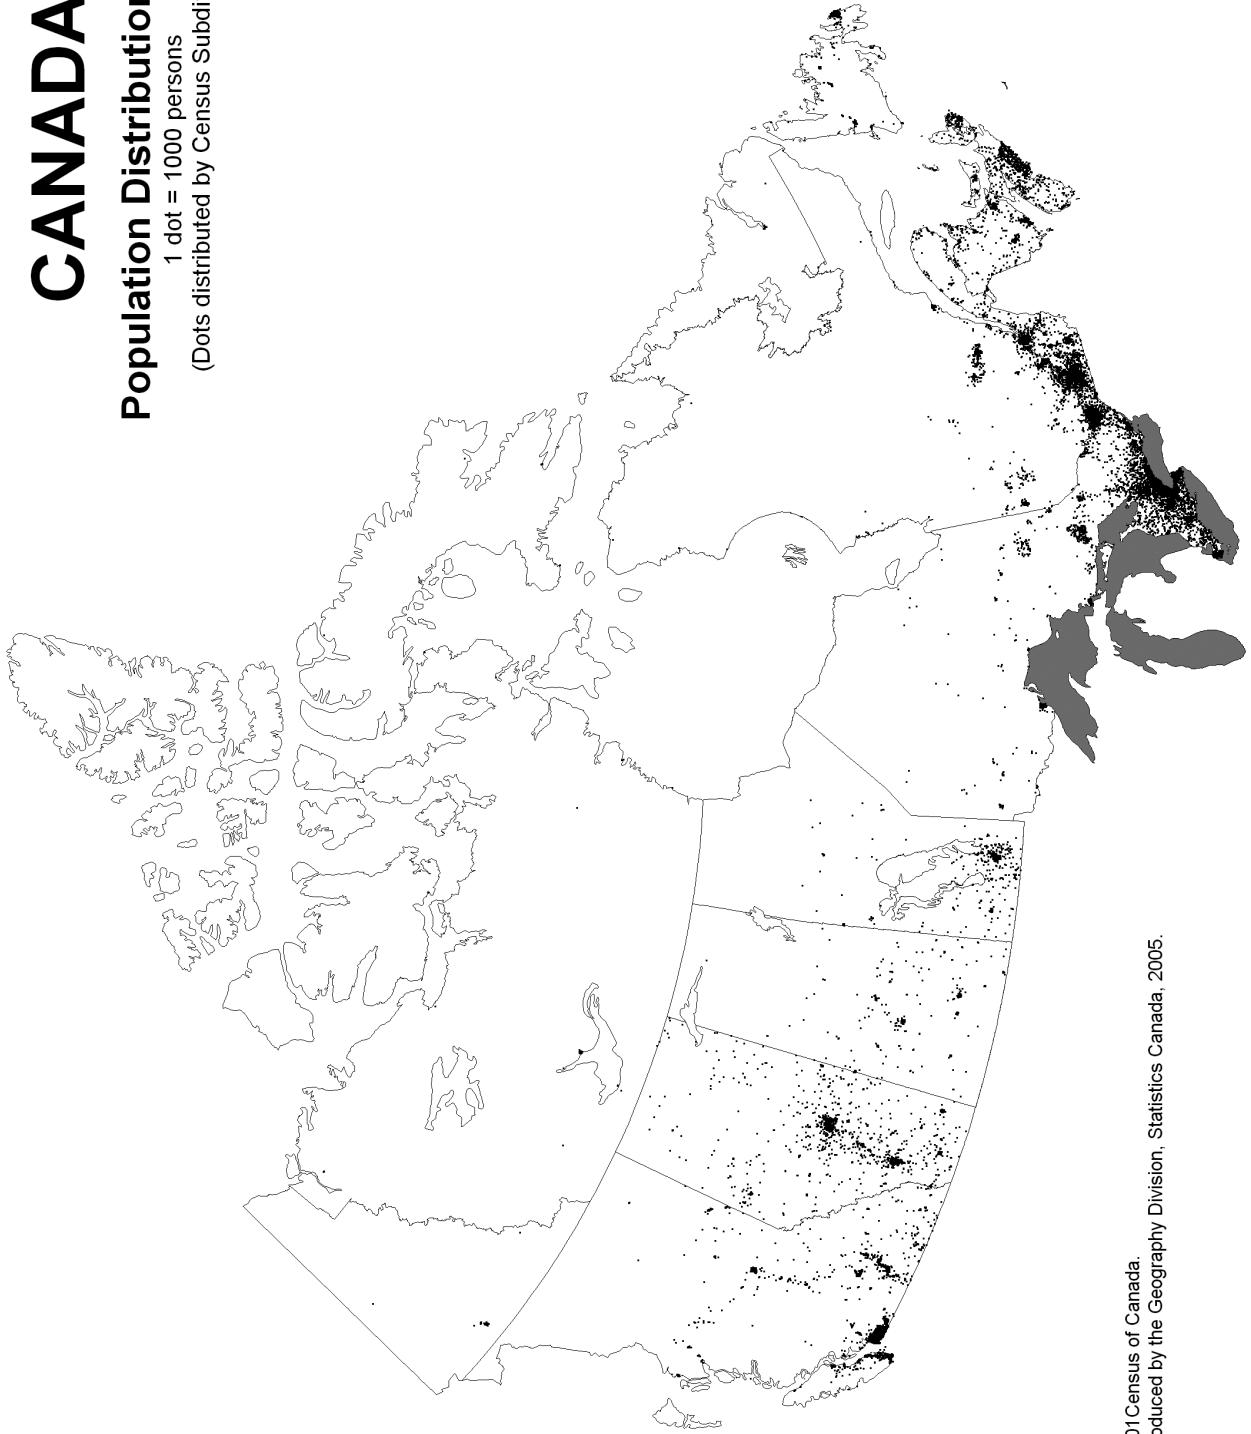 CANADA
Population Distribution
1 dot = 1000 persons
(Dots distributed by Census Subdi
01Census of Canada.
oduced by the Geography Division, Statistics Canada, 2005.